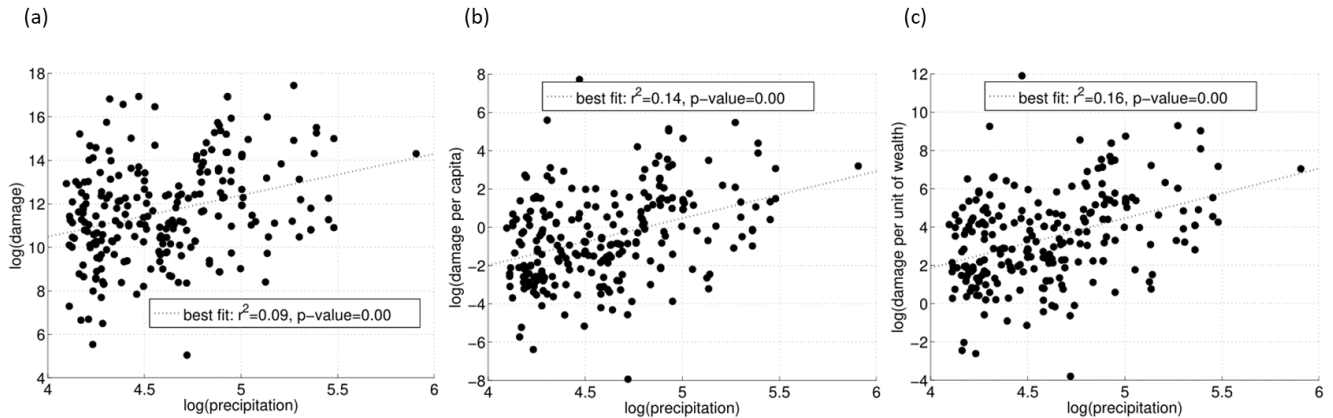 (a)
18
16
14
12
10
8
6
4
log(damage)
best fit: r²=0.09, p−value=0.00
4 4.5 5 5.5 6
log(precipitation)
(b)
8
6
4
2
0
−2
−4
−6
−8
log(damage per capita)
best fit: r²=0.14, p−value=0.00
4 4.5 5 5.5 6
log(precipitation)
(c)
12
10
8
6
4
2
0
−2
−4
log(damage per unit of wealth)
best fit: r²=0.16, p−value=0.00
4 4.5 5 5.5 6
log(precipitation)